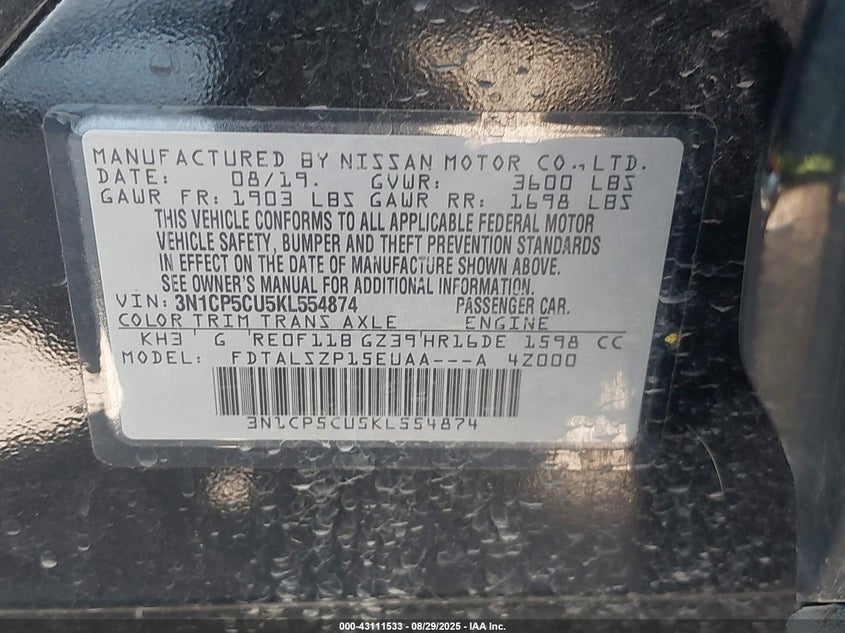 MANUFACTURED BY NISSAN MOTOR CO., LTD.
DATE: 08/19. GVWR: 3600 LBS
GAWR FR: 1903 LBS GAWR RR: 1698 LBS
THIS VEHICLE CONFORMS TO ALL APPLICABLE FEDERAL MOTOR
VEHICLE SAFETY, BUMPER AND THEFT PREVENTION STANDARDS
IN EFFECT ON THE DATE OF MANUFACTURE SHOWN ABOVE.
SEE OWNER'S MANUAL FOR ADDITIONAL INFORMATION.
VIN: 3N1CP5CU5KL554874 PASSENGER CAR.
COLOR TRIM TRANS AXLE ENGINE
KH3 G RE0F11B GZ39 HR16DE 1598 CC
MODEL: FDTALSZP15EUAA---A 4Z000
3N1CP5CU5KL554874
000-43111533 - 08/29/2025 - IAA Inc.